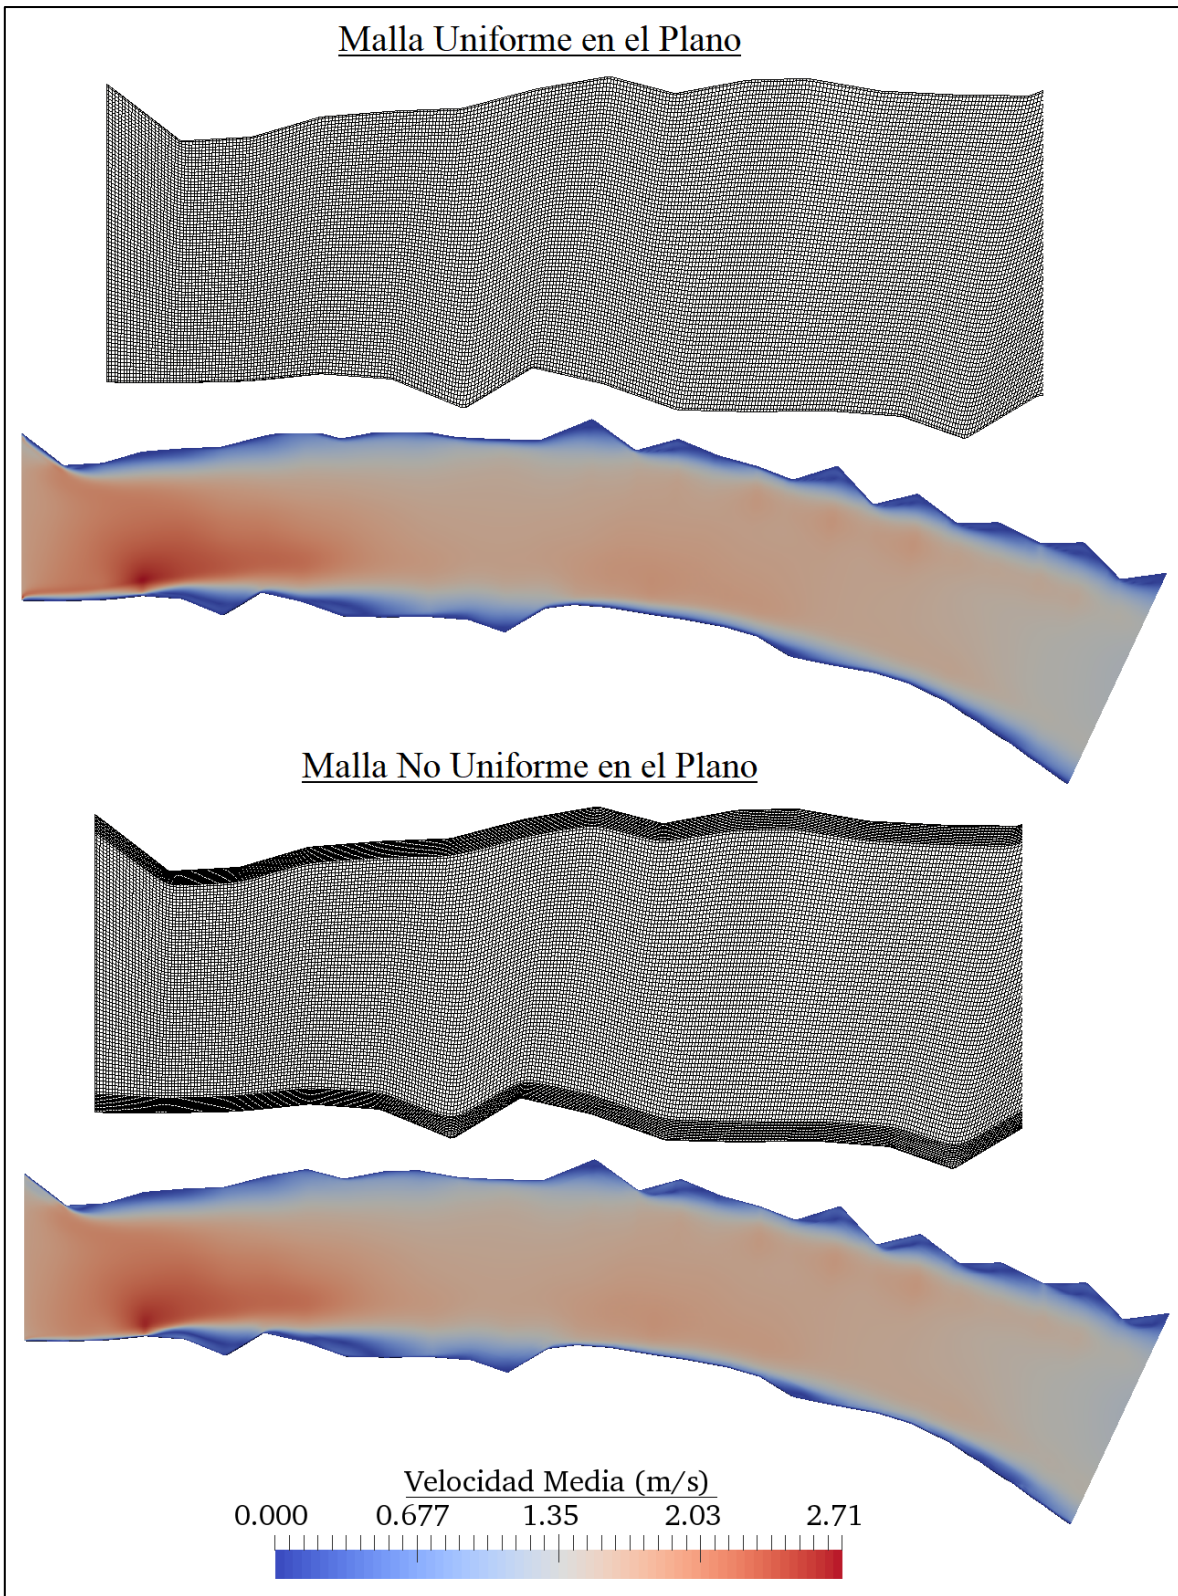 Malla Uniforme en el Plano
Malla No Uniforme en el Plano
Velocidad Media (m/s)
0.000 0.677 1.35 2.03 2.71